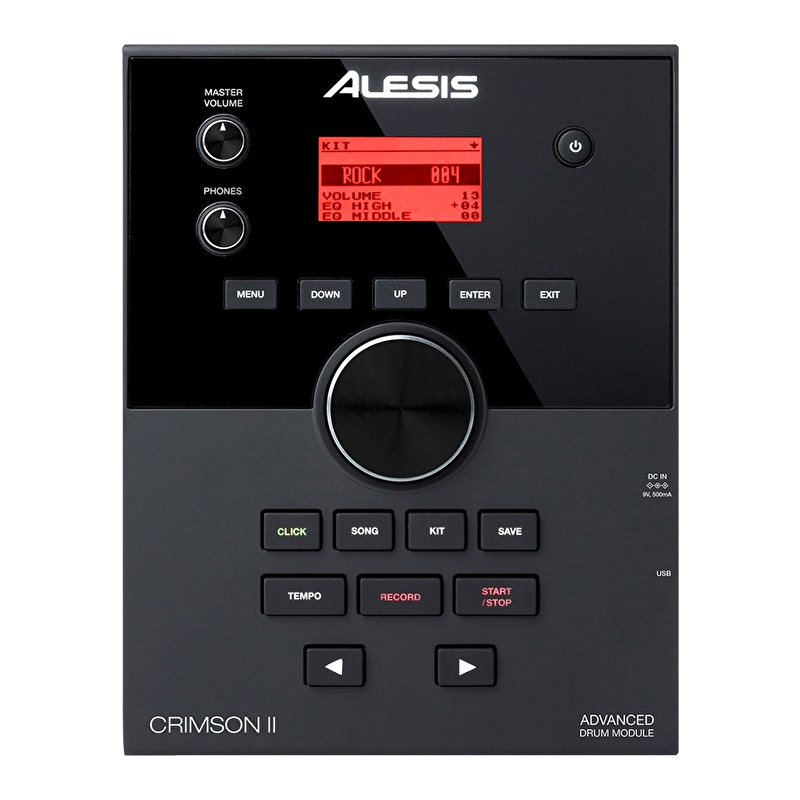 ALESIS
MASTER
VOLUME
PHONES
KIT
ROCK 004
VOLUME 13
EQ HIGH +04
EQ MIDDLE 00
MENU DOWN UP ENTER EXIT
DC IN
9V, 500mA
CLICK SONG KIT SAVE
USB
TEMPO RECORD START
/STOP
CRIMSON II
ADVANCED
DRUM MODULE